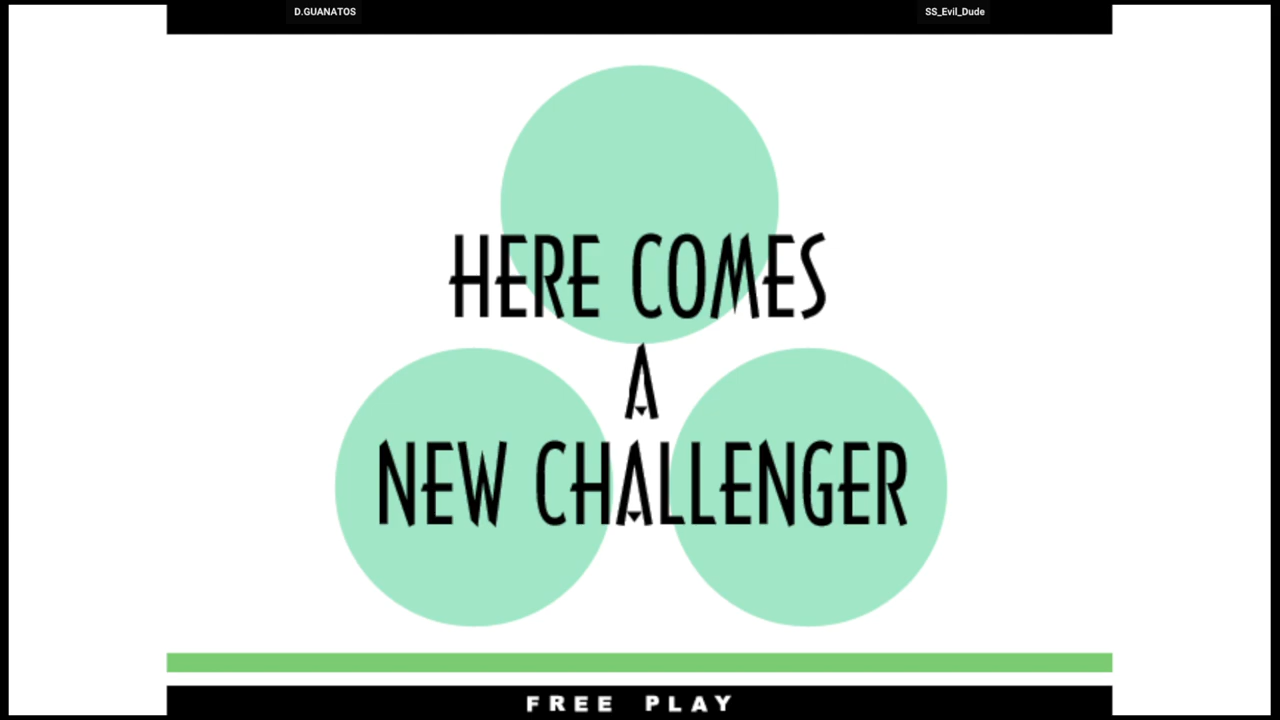 D.GUANATOS
SS_Evil_Dude
HERE COMES
A
NEW CHALLENGER
FREE PLAY